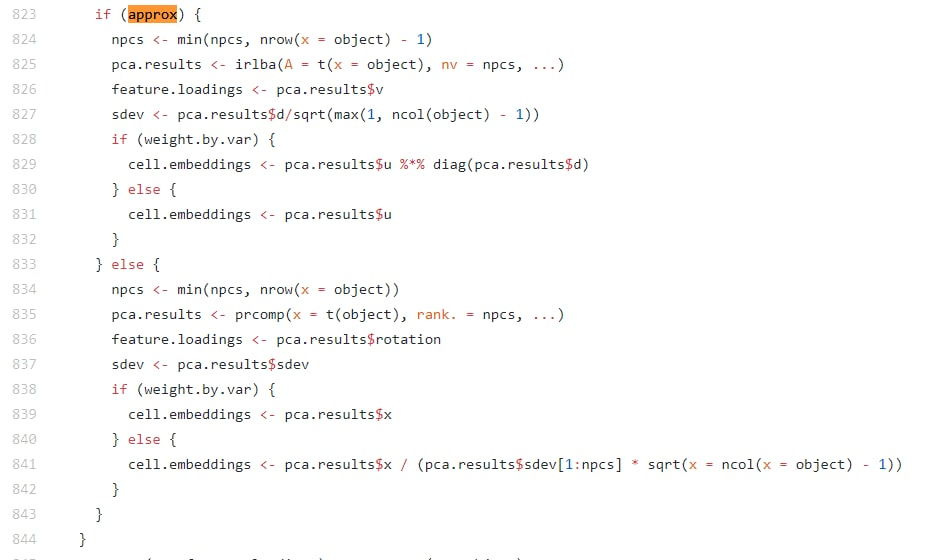 823 if (approx) {
824 npcs <- min(npcs, nrow(x = object) - 1)
825 pca.results <- irlba(A = t(x = object), nv = npcs, ...)
826 feature.loadings <- pca.results$v
827 sdev <- pca.results$d/sqrt(max(1, ncol(object) - 1))
828 if (weight.by.var) {
829 cell.embeddings <- pca.results$u %*% diag(pca.results$d)
830 } else {
831 cell.embeddings <- pca.results$u
832 }
833 } else {
834 npcs <- min(npcs, nrow(x = object))
835 pca.results <- prcomp(x = t(object), rank. = npcs, ...)
836 feature.loadings <- pca.results$rotation
837 sdev <- pca.results$sdev
838 if (weight.by.var) {
839 cell.embeddings <- pca.results$x
840 } else {
841 cell.embeddings <- pca.results$x / (pca.results$sdev[1:npcs] * sqrt(x = ncol(x = object) - 1))
842 }
843 }
844 }